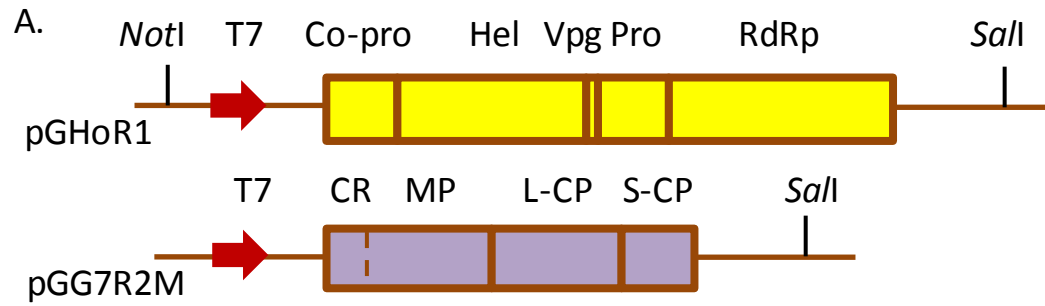 A.
NotI T7 Co-pro Hel Vpg Pro RdRp SalI
pGHoR1
T7 CR MP L-CP S-CP SalI
pGG7R2M